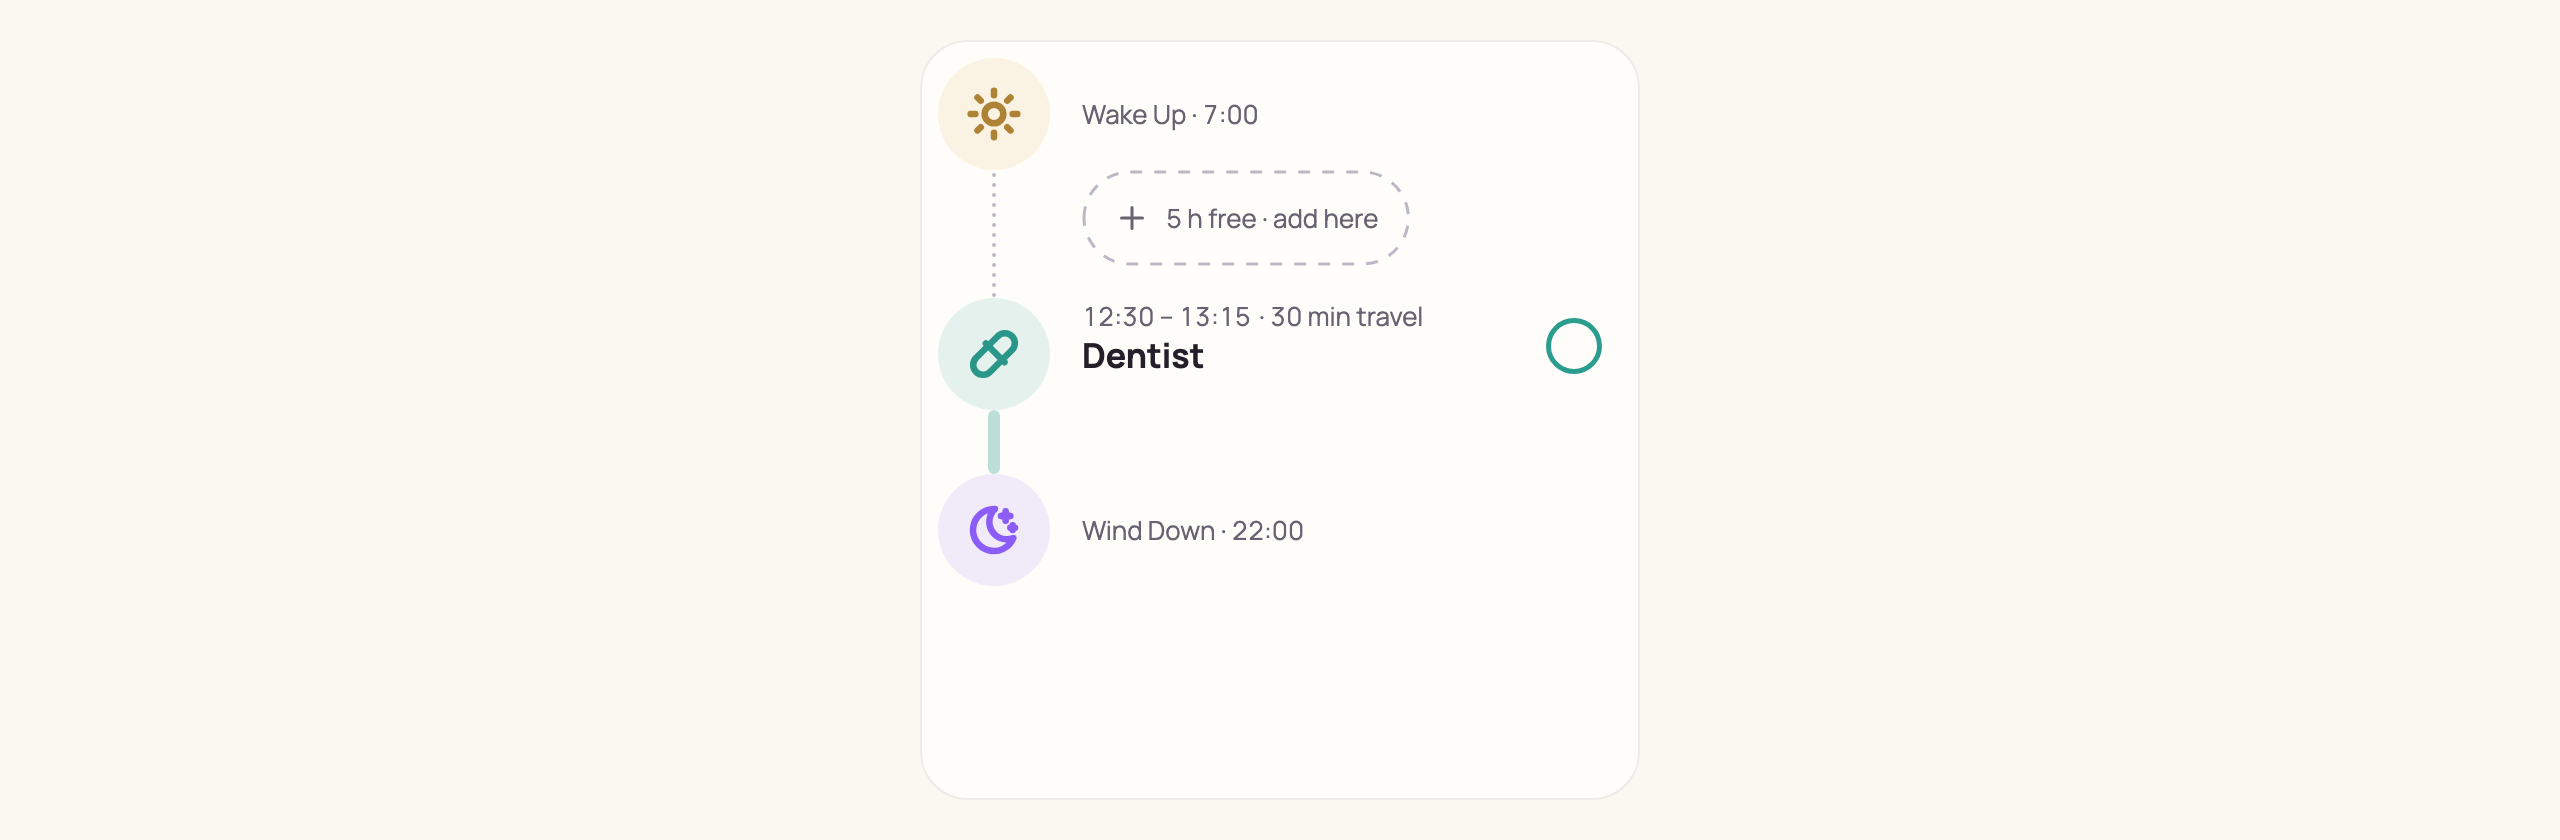 Wake Up · 7:00
5 h free · add here
12:30 – 13:15 · 30 min travel
Dentist
Wind Down · 22:00